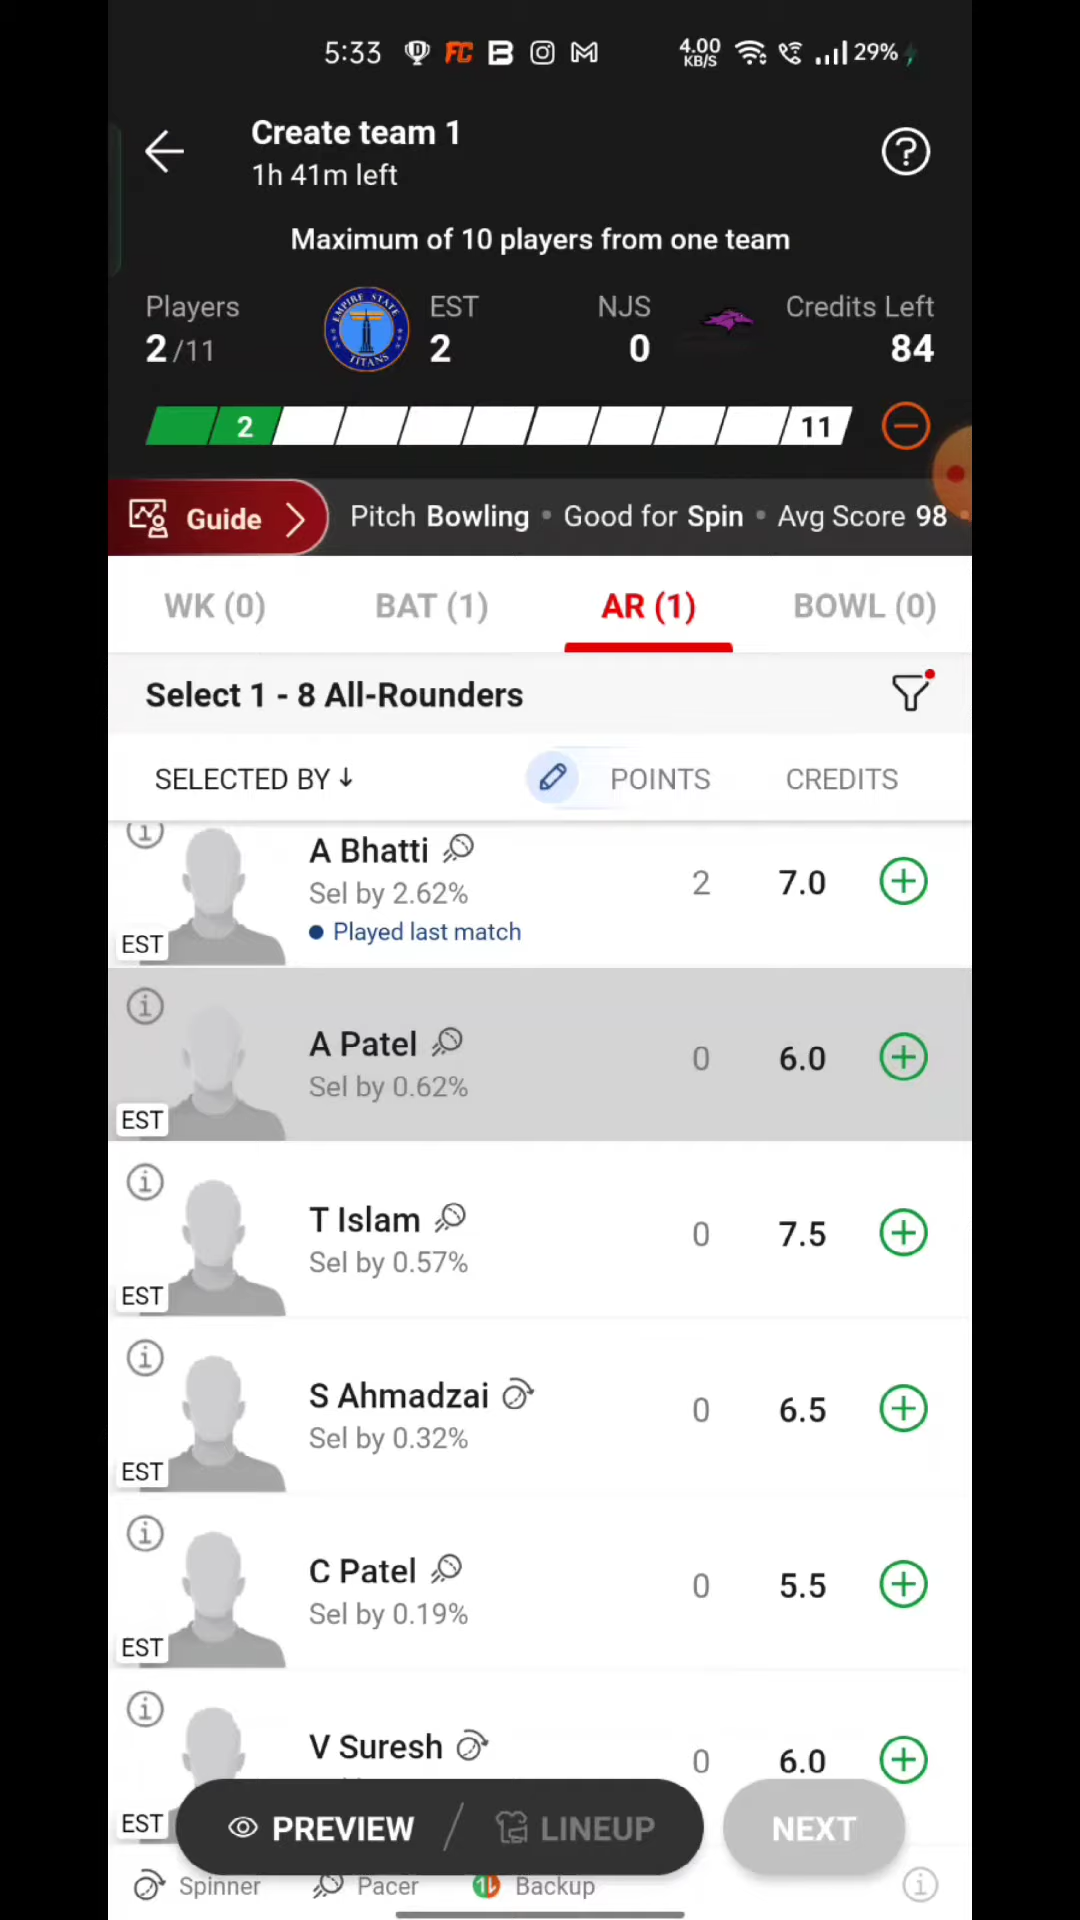 5:33 FC B 4.00 KB/S 29%
Create team 1
1h 41m left
Maximum of 10 players from one team
Players EST NJS Credits Left
2/11 2 0 84
EMPIRE STATE TITANS
2 11
Guide Pitch Bowling • Good for Spin • Avg Score 98
WK (0) BAT (1) AR (1) BOWL (0)
Select 1 - 8 All-Rounders
SELECTED BY ↓ POINTS CREDITS
A Bhatti
Sel by 2.62% 2 7.0
Played last match
EST
A Patel 0 6.0
Sel by 0.62%
EST
T Islam 0 7.5
Sel by 0.57%
EST
S Ahmadzai 0 6.5
Sel by 0.32%
EST
C Patel 0 5.5
Sel by 0.19%
EST
V Suresh 0 6.0
EST
PREVIEW / LINEUP NEXT
Spinner Pacer Backup